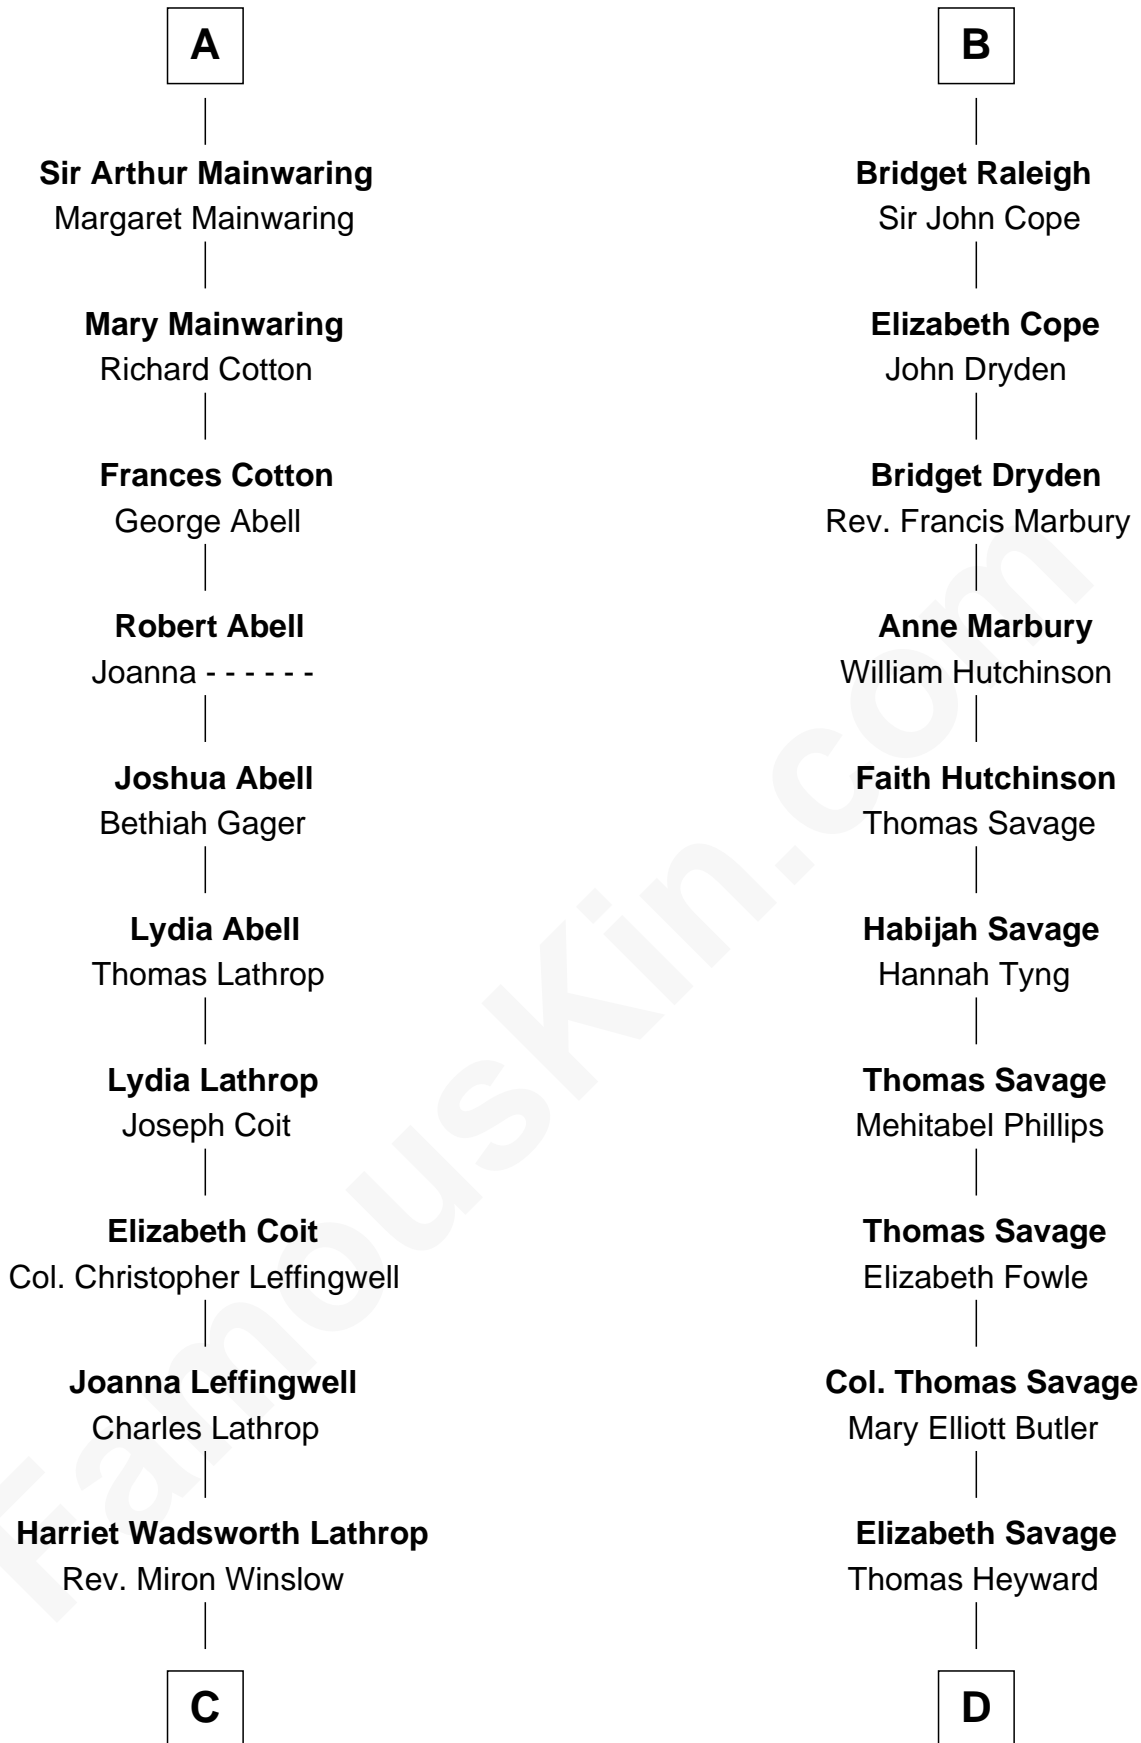 A
Sir Arthur Mainwaring
Margaret Mainwaring
Mary Mainwaring
Richard Cotton
Frances Cotton
George Abell
Robert Abell
Joanna - - - - - -
Joshua Abell
Bethiah Gager
Lydia Abell
Thomas Lathrop
Lydia Lathrop
Joseph Coit
Elizabeth Coit
Col. Christopher Leffingwell
Joanna Leffingwell
Charles Lathrop
Harriet Wadsworth Lathrop
Rev. Miron Winslow
C
B
Bridget Raleigh
Sir John Cope
Elizabeth Cope
John Dryden
Bridget Dryden
Rev. Francis Marbury
Anne Marbury
William Hutchinson
Faith Hutchinson
Thomas Savage
Habijah Savage
Hannah Tyng
Thomas Savage
Mehitabel Phillips
Thomas Savage
Elizabeth Fowle
Col. Thomas Savage
Mary Elliott Butler
Elizabeth Savage
Thomas Heyward
D
FamousKin.com